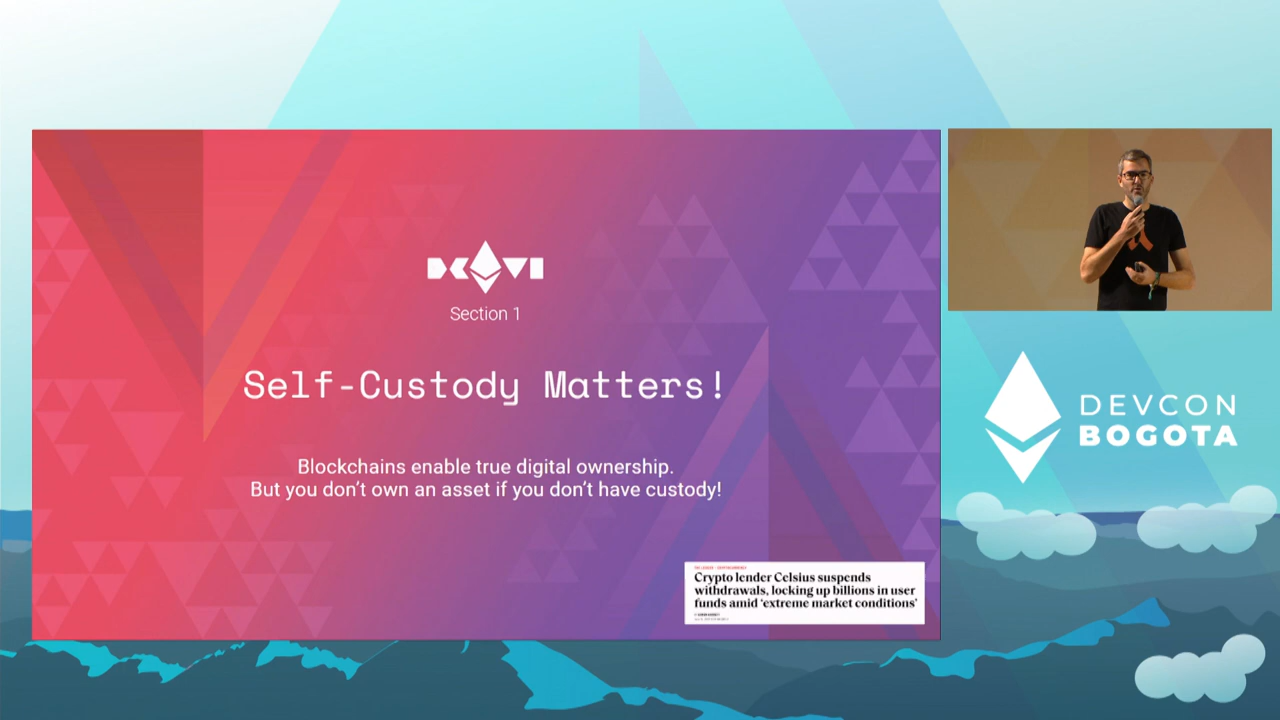 Section 1
Self-Custody Matters!
Blockchains enable true digital ownership.
But you don't own an asset if you don't have custody!
Crypto lender Celsius suspends
withdrawals, locking up billions in user
funds amid 'extreme market conditions'
DEVCON
BOGOTA